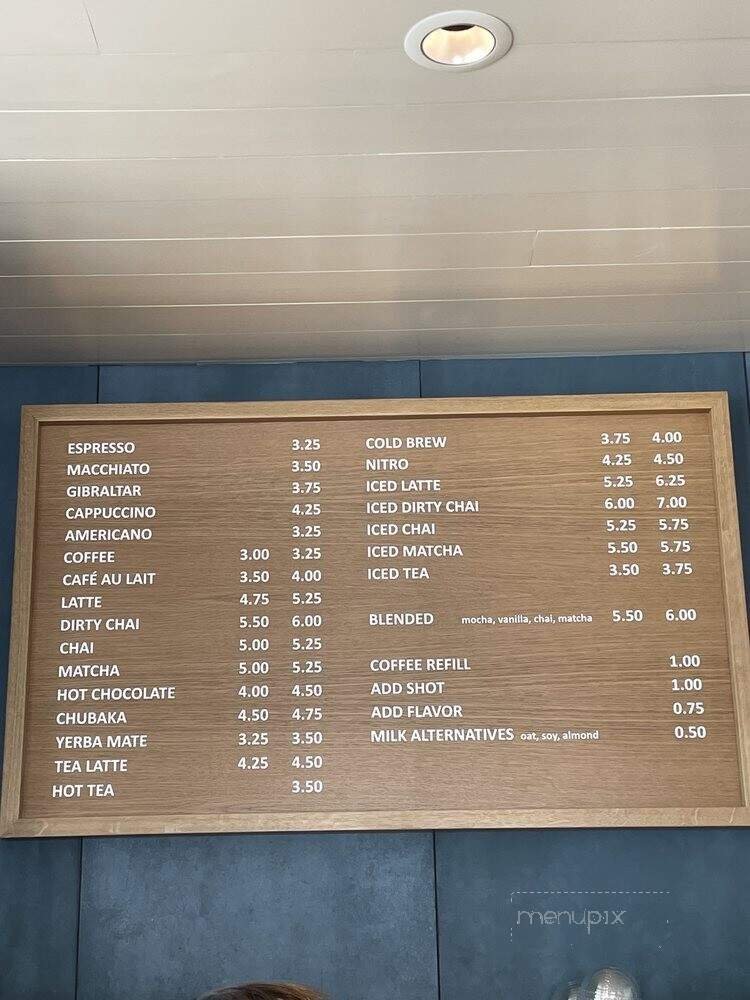 ESPRESSO 3.25
MACCHIATO 3.50
GIBRALTAR 3.75
CAPPUCCINO 4.25
AMERICANO 3.25
COFFEE 3.00 3.25
CAFÉ AU LAIT 3.50 4.00
LATTE 4.75 5.25
DIRTY CHAI 5.50 6.00
CHAI 5.00 5.25
MATCHA 5.00 5.25
HOT CHOCOLATE 4.00 4.50
CHUBAKA 4.50 4.75
YERBA MATE 3.25 3.50
TEA LATTE 4.25 4.50
HOT TEA 3.50
COLD BREW 3.75 4.00
NITRO 4.25 4.50
ICED LATTE 5.25 6.25
ICED DIRTY CHAI 6.00 7.00
ICED CHAI 5.25 5.75
ICED MATCHA 5.50 5.75
ICED TEA 3.50 3.75
BLENDED mocha, vanilla, chai, matcha 5.50 6.00
COFFEE REFILL 1.00
ADD SHOT 1.00
ADD FLAVOR 0.75
MILK ALTERNATIVES oat, soy, almond 0.50
menupix